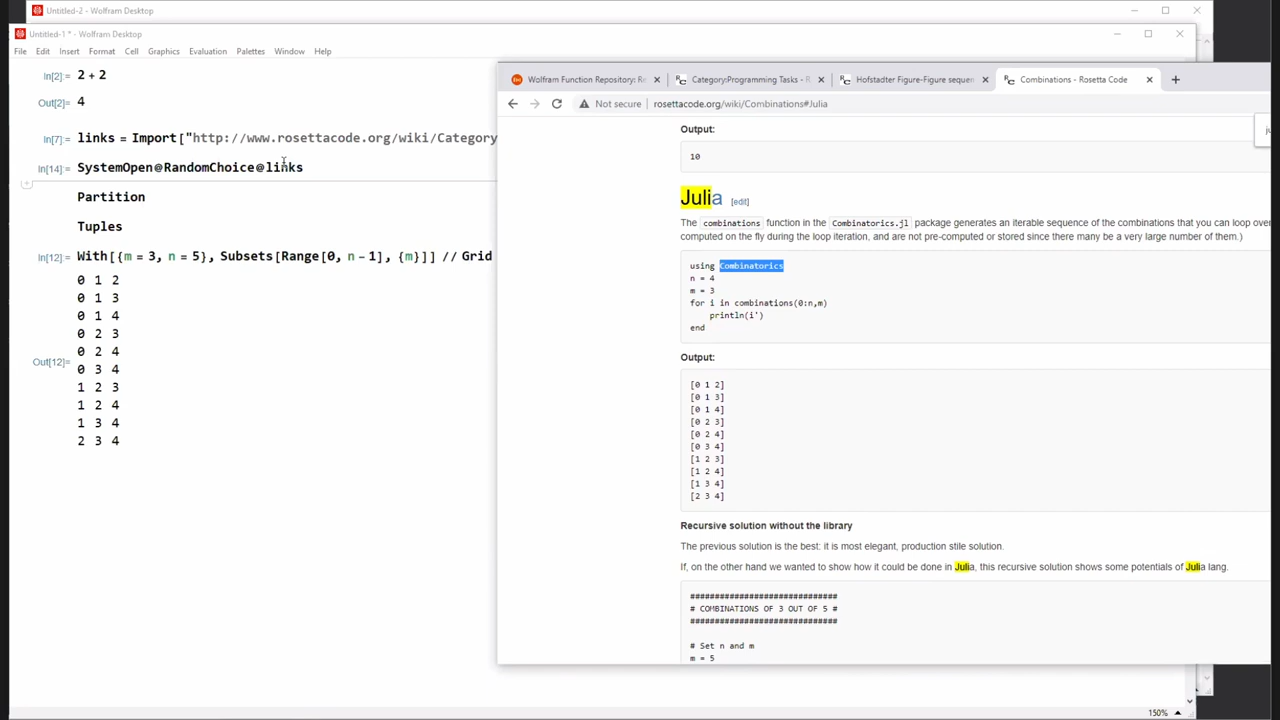 Untitled-2 - Wolfram Desktop
Untitled-1 * - Wolfram Desktop
File Edit Insert Format Cell Graphics Evaluation Palettes Window Help
In[2]:= 2 + 2
Out[2]= 4
In[7]:= links = Import["http://www.rosettacode.org/wiki/Category
In[14]:= SystemOpen@RandomChoice@links
Partition
Tuples
In[12]:= With[{m = 3, n = 5}, Subsets[Range[0, n - 1], {m}]] // Grid
0 1 2
0 1 3
0 1 4
0 2 3
0 2 4
Out[12]=
0 3 4
1 2 3
1 2 4
1 3 4
2 3 4
150%
Wolfram Function Repository: Re
Category:Programming Tasks - R
Hofstadter Figure-Figure sequen
Combinations - Rosetta Code
Not secure rosettacode.org/wiki/Combinations#Julia
Output:
10
Julia [edit]
The combinations function in the Combinatorics.jl package generates an iterable sequence of the combinations that you can loop over
computed on the fly during the loop iteration, and are not pre-computed or stored since there many be a very large number of them.)
using Combinatorics
n = 4
m = 3
for i in combinations(0:n,m)
println(i')
end
Output:
[0 1 2]
[0 1 3]
[0 1 4]
[0 2 3]
[0 2 4]
[0 3 4]
[1 2 3]
[1 2 4]
[1 3 4]
[2 3 4]
Recursive solution without the library
The previous solution is the best: it is most elegant, production stile solution.
If, on the other hand we wanted to show how it could be done in Julia, this recursive solution shows some potentials of Julia lang.
##############################
# COMBINATIONS OF 3 OUT OF 5 #
##############################
# Set n and m
m = 5